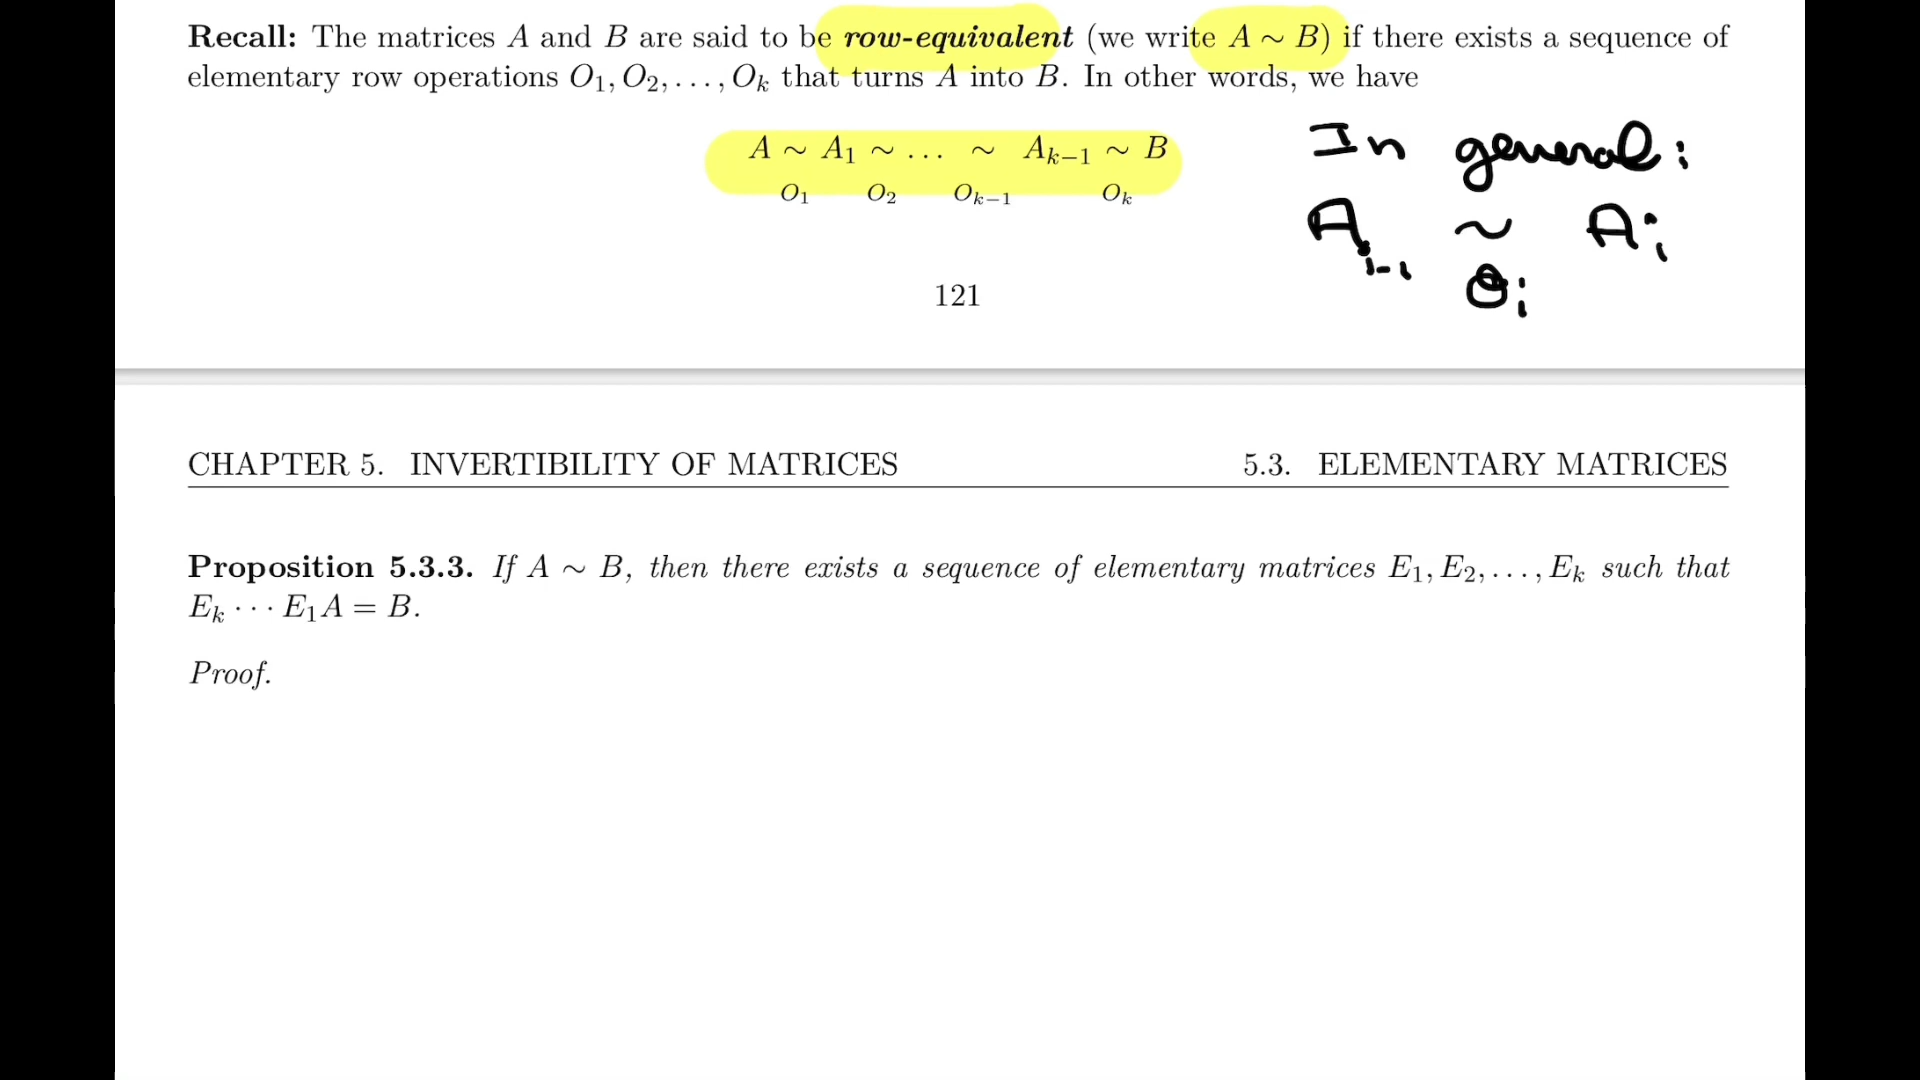 Recall: The matrices A and B are said to be row-equivalent (we write A ∼ B) if there exists a sequence of
elementary row operations O₁, O₂, . . . , Oₖ that turns A into B. In other words, we have
A ∼ A₁ ∼ . . . ∼ Aₖ₋₁ ∼ B
O₁ O₂ Oₖ₋₁ Oₖ
In general:
Aᵢ₋₁ ∼ Aᵢ
Oᵢ
121
CHAPTER 5. INVERTIBILITY OF MATRICES 5.3. ELEMENTARY MATRICES
Proposition 5.3.3. If A ∼ B, then there exists a sequence of elementary matrices E₁, E₂, . . . , Eₖ such that
Eₖ · · · E₁A = B.
Proof.